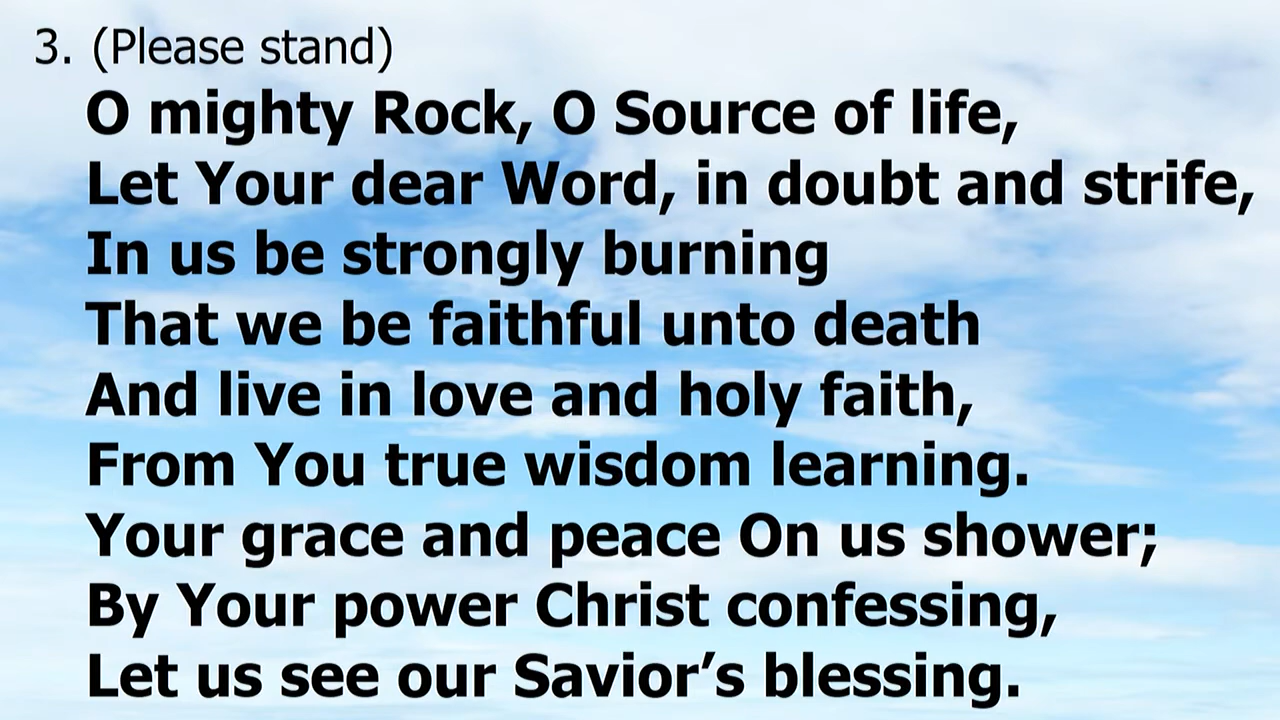 3. (Please stand)
O mighty Rock, O Source of life,
Let Your dear Word, in doubt and strife,
In us be strongly burning
That we be faithful unto death
And live in love and holy faith,
From You true wisdom learning.
Your grace and peace On us shower;
By Your power Christ confessing,
Let us see our Savior’s blessing.